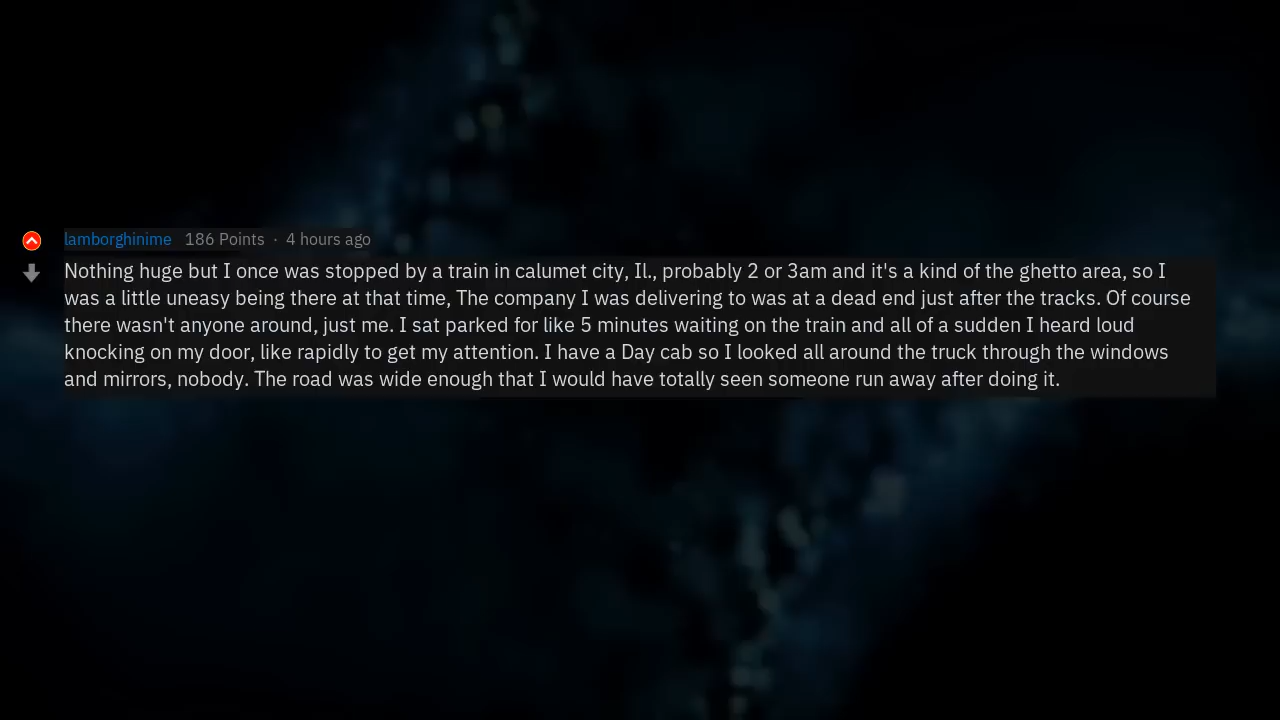 lamborghinime 186 Points · 4 hours ago
Nothing huge but I once was stopped by a train in calumet city, Il., probably 2 or 3am and it's a kind of the ghetto area, so I
was a little uneasy being there at that time, The company I was delivering to was at a dead end just after the tracks. Of course
there wasn't anyone around, just me. I sat parked for like 5 minutes waiting on the train and all of a sudden I heard loud
knocking on my door, like rapidly to get my attention. I have a Day cab so I looked all around the truck through the windows
and mirrors, nobody. The road was wide enough that I would have totally seen someone run away after doing it.